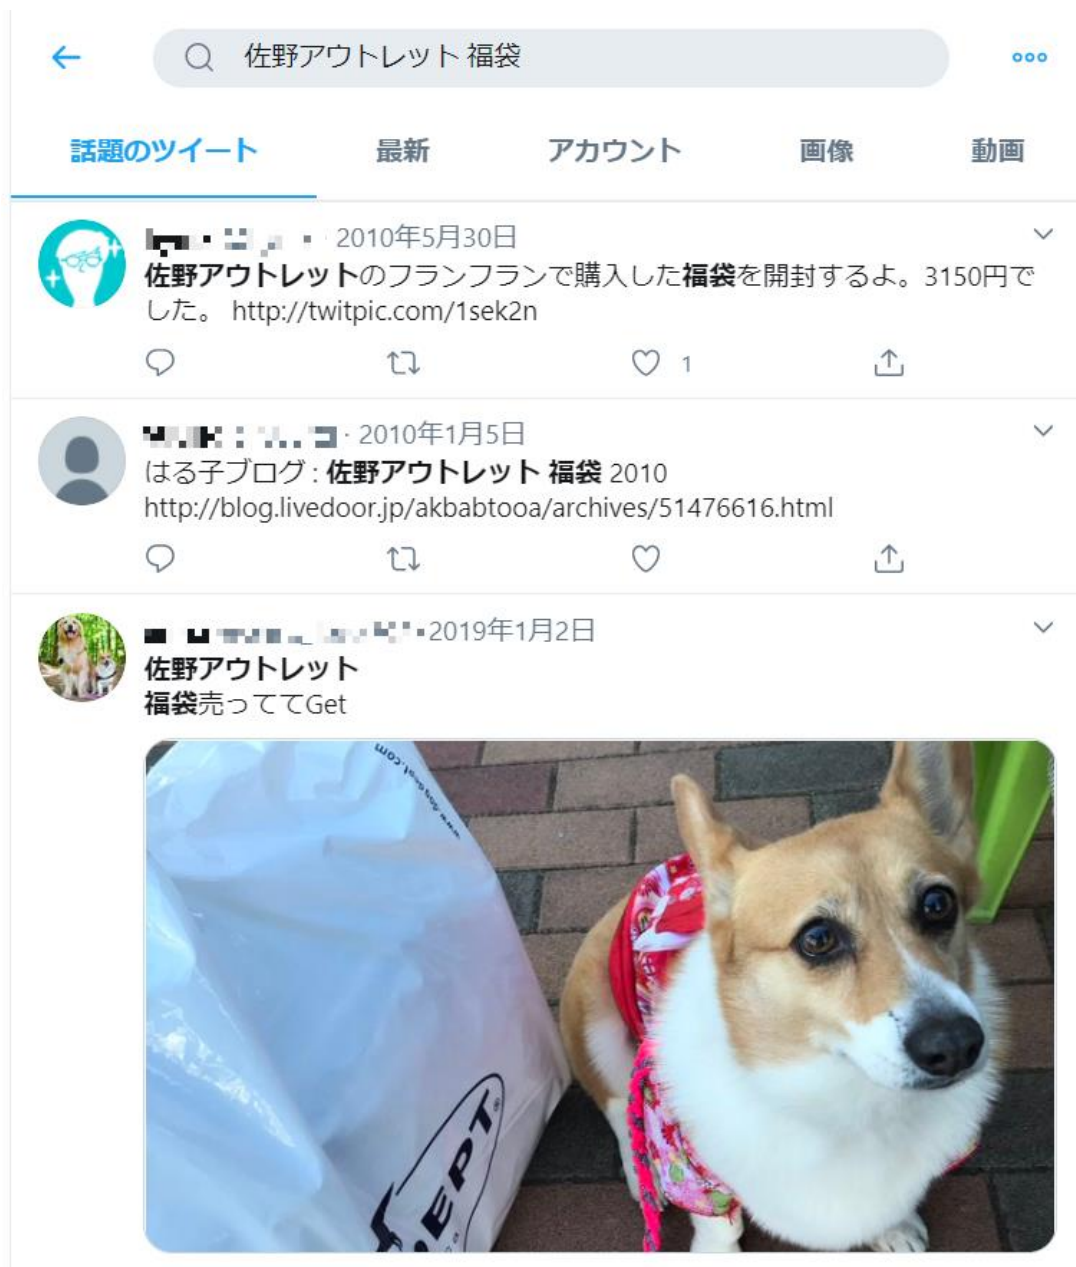 佐野アウトレット 福袋
話題のツイート 最新 アカウント 画像 動画
2010年5月30日
佐野アウトレットのフランフランで購入した福袋を開封するよ。3150円で
した。 http://twitpic.com/1sek2n
1
· 2010年1月5日
はる子ブログ : 佐野アウトレット 福袋 2010
http://blog.livedoor.jp/akbabtooa/archives/51476616.html
2019年1月2日
佐野アウトレット
福袋売っててGet
www.dogdept.com
DEPT